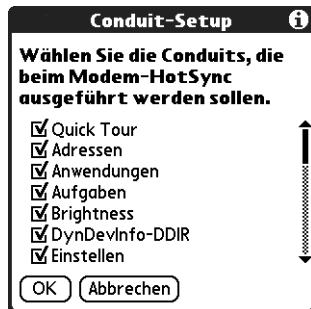 Conduit-Setup
Wählen Sie die Conduits, die
beim Modem-HotSync
ausgeführt werden sollen.
Quick Tour
Adressen
Anwendungen
Aufgaben
Brightness
DynDevInfo-DDIR
Einstellen
OK Abbrechen